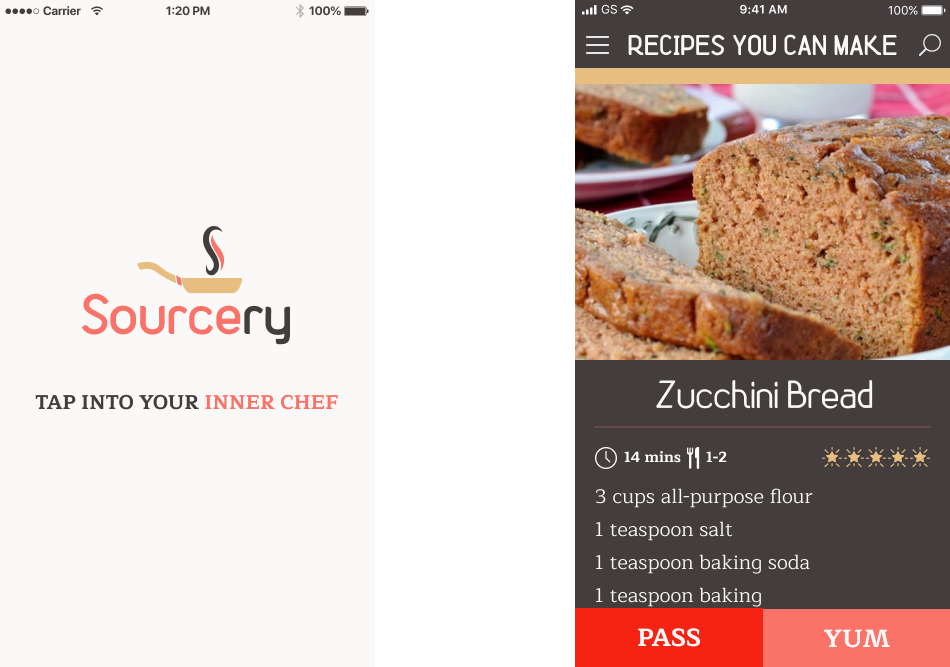 Carrier 1:20 PM 100%
Sourcery
TAP INTO YOUR INNER CHEF
GS 9:41 AM 100%
RECIPES YOU CAN MAKE
Zucchini Bread
14 mins 1-2
3 cups all-purpose flour
1 teaspoon salt
1 teaspoon baking soda
1 teaspoon baking
PASS YUM